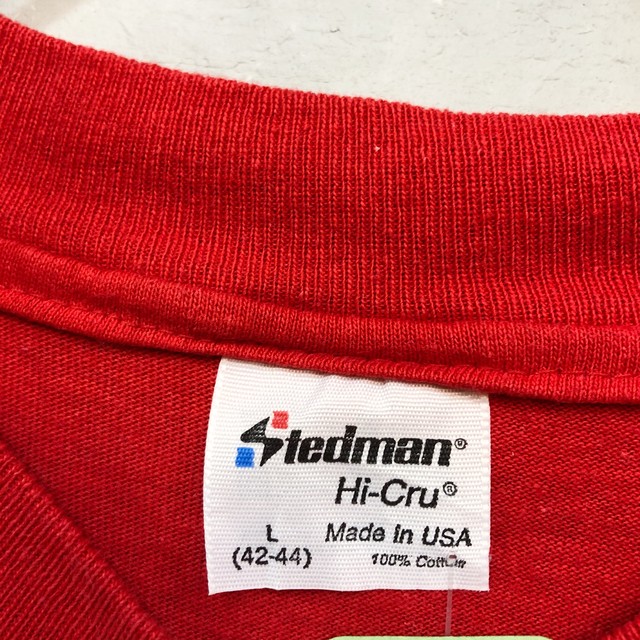 Stedman®
Hi-Cru®
L Made in USA
(42-44) 100% Cotton